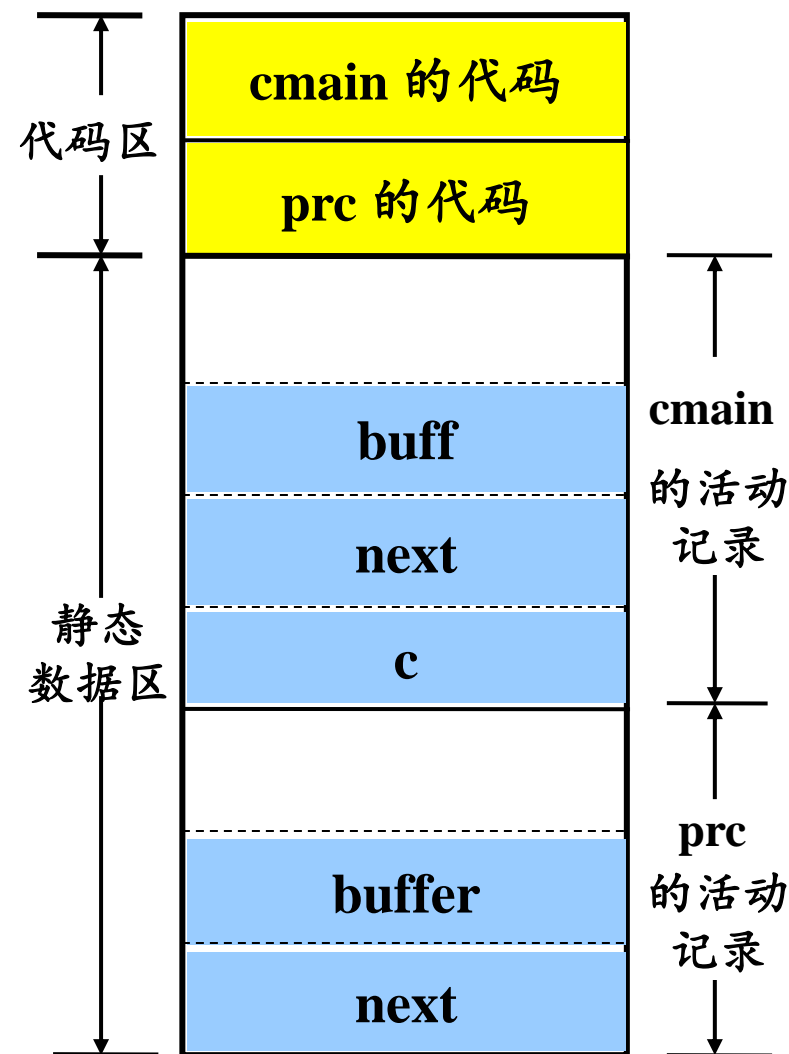 cmain 的代码
代码区
prc 的代码
buff
cmain
的活动
记录
next
静态
数据区
c
prc
的活动
记录
buffer
next